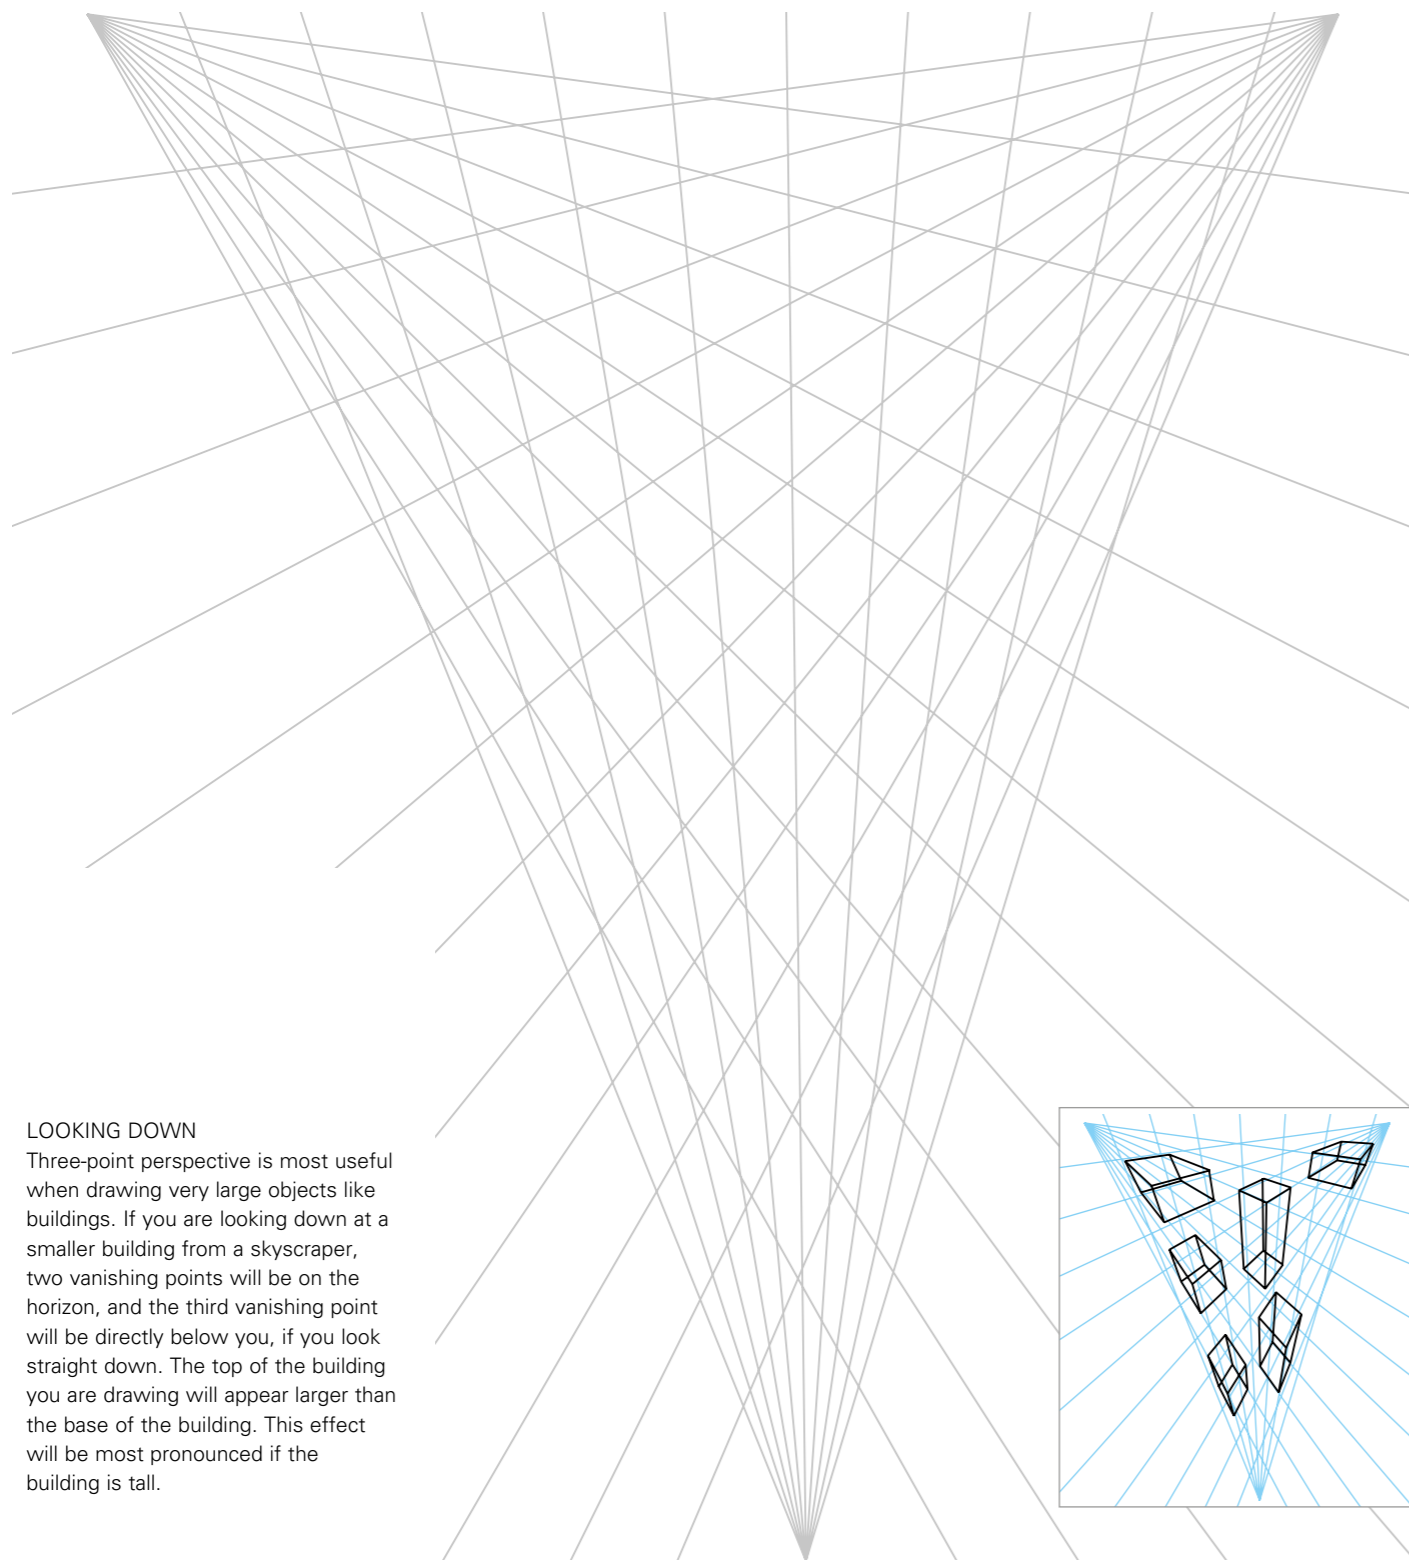 LOOKING DOWN
Three-point perspective is most useful
when drawing very large objects like
buildings. If you are looking down at a
smaller building from a skyscraper,
two vanishing points will be on the
horizon, and the third vanishing point
will be directly below you, if you look
straight down. The top of the building
you are drawing will appear larger than
the base of the building. This effect
will be most pronounced if the
building is tall.